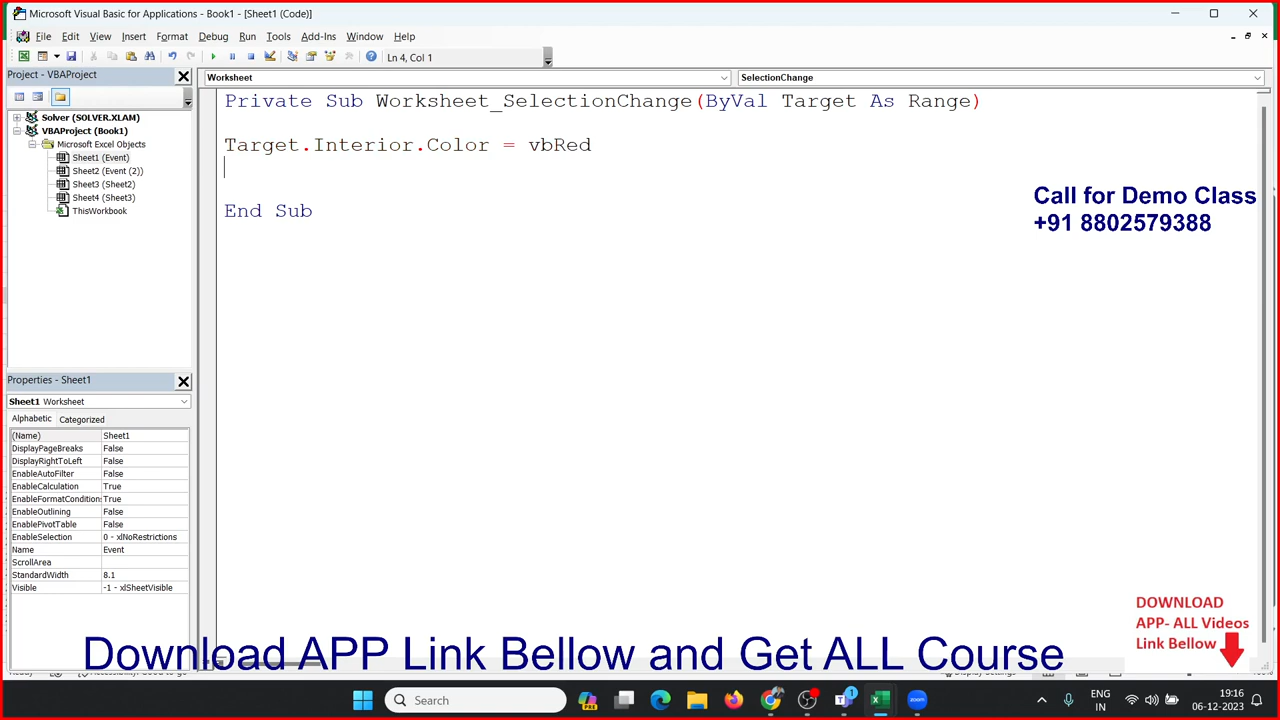 Microsoft Visual Basic for Applications - Book1 - [Sheet1 (Code)]
File Edit View Insert Format Debug Run Tools Add-Ins Window Help
Ln 4, Col 1
Project - VBAProject
Worksheet
SelectionChange
Solver (SOLVER.XLAM)
VBAProject (Book1)
Microsoft Excel Objects
Sheet1 (Event)
Sheet2 (Event (2))
Sheet3 (Sheet2)
Sheet4 (Sheet3)
ThisWorkbook
Private Sub Worksheet_SelectionChange(ByVal Target As Range)
Target.Interior.Color = vbRed
End Sub
Call for Demo Class
+91 8802579388
Properties - Sheet1
Sheet1 Worksheet
Alphabetic Categorized
(Name) Sheet1
DisplayPageBreaks False
DisplayRightToLeft False
EnableAutoFilter False
EnableCalculation True
EnableFormatConditions True
EnableOutlining False
EnablePivotTable False
EnableSelection 0 - xlNoRestrictions
Name Event
ScrollArea
StandardWidth 8.1
Visible -1 - xlSheetVisible
DOWNLOAD
APP- ALL Videos
Link Bellow
Download APP Link Bellow and Get ALL Course
Search
ENG
IN
19:16
06-12-2023